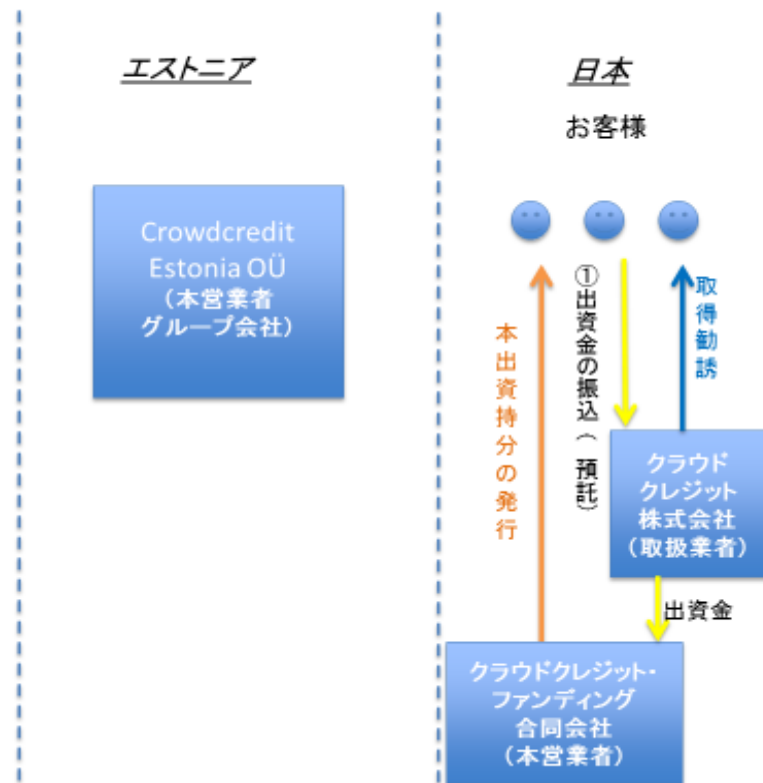 エストニア
日本
お客様
Crowdcredit
Estonia OÜ
（本営業者
グループ会社）
本出資持分の発行
①出資金の振込（預託）
取得勧誘
クラウド
クレジット
株式会社
（取扱業者）
出資金
クラウドクレジット・
ファンディング
合同会社
（本営業者）